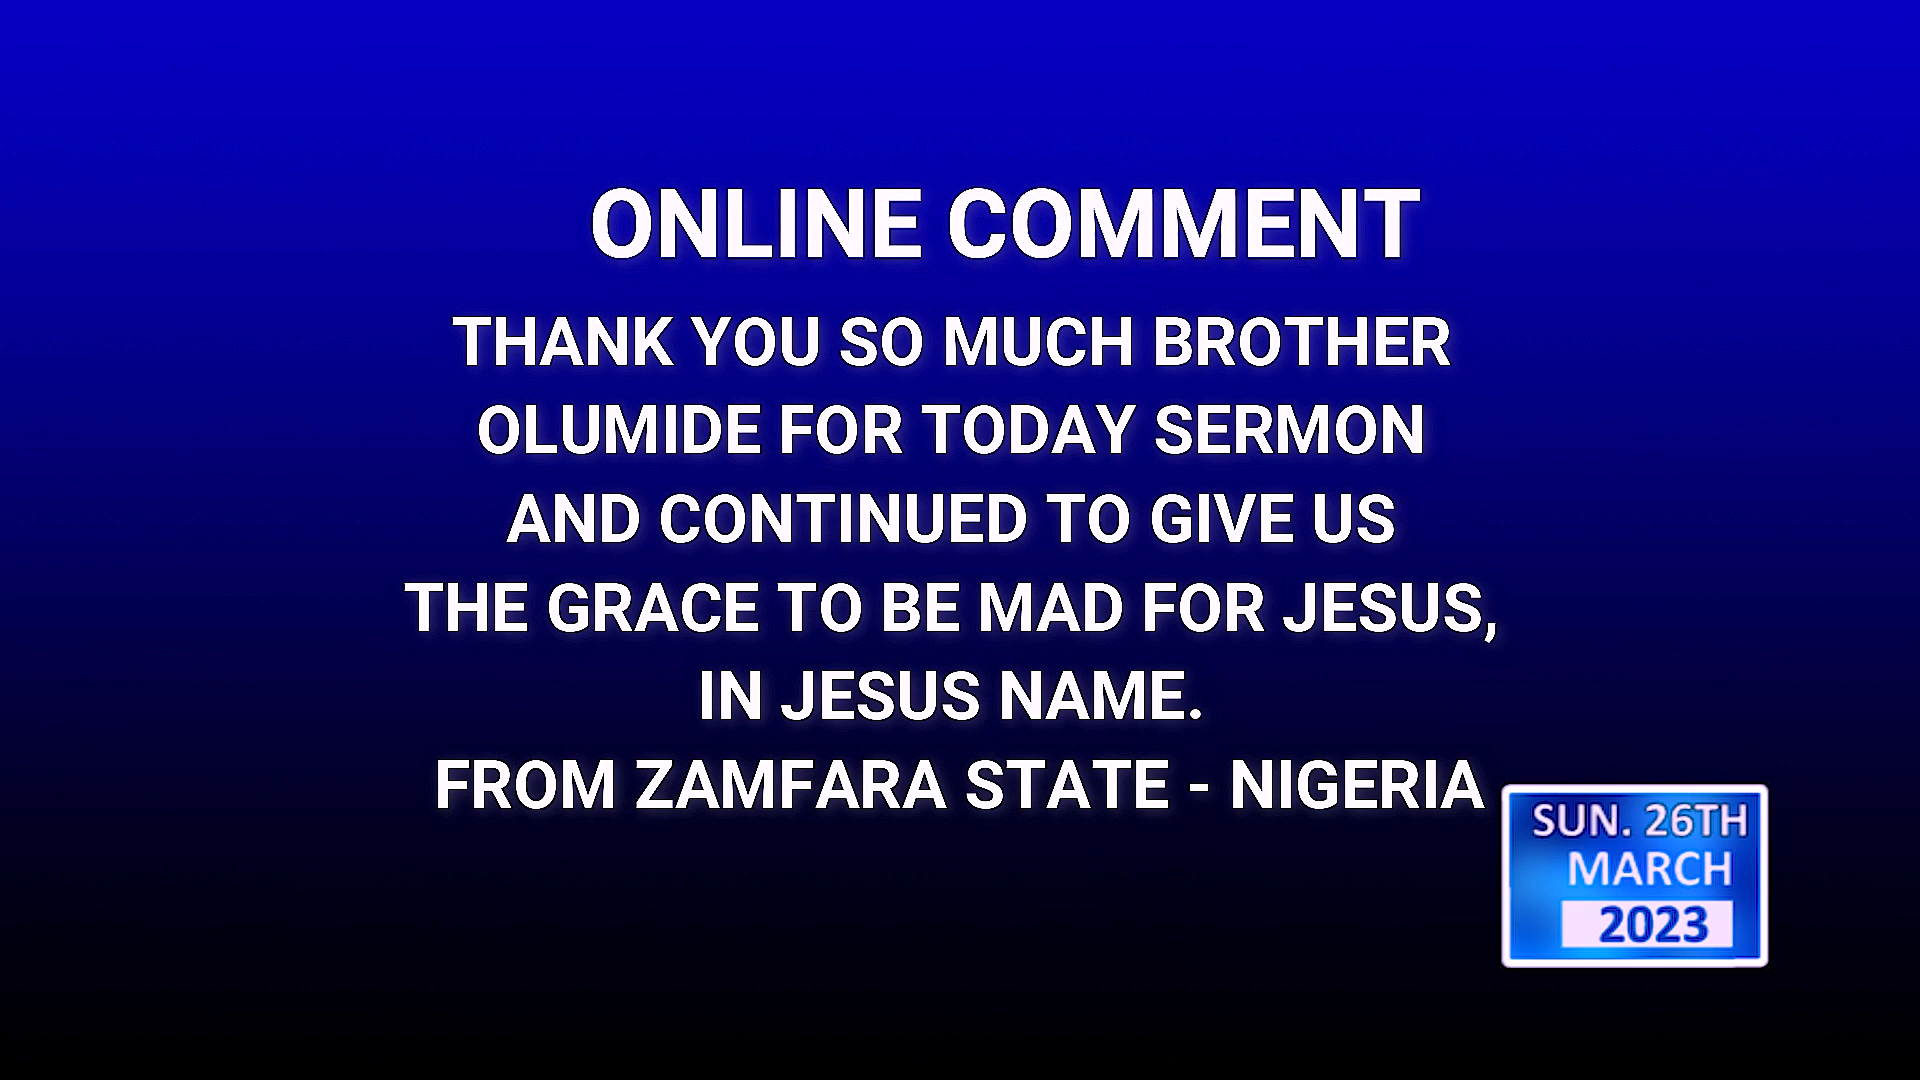 ONLINE COMMENT
THANK YOU SO MUCH BROTHER
OLUMIDE FOR TODAY SERMON
AND CONTINUED TO GIVE US
THE GRACE TO BE MAD FOR JESUS,
IN JESUS NAME.
FROM ZAMFARA STATE - NIGERIA
SUN. 26TH
MARCH
2023